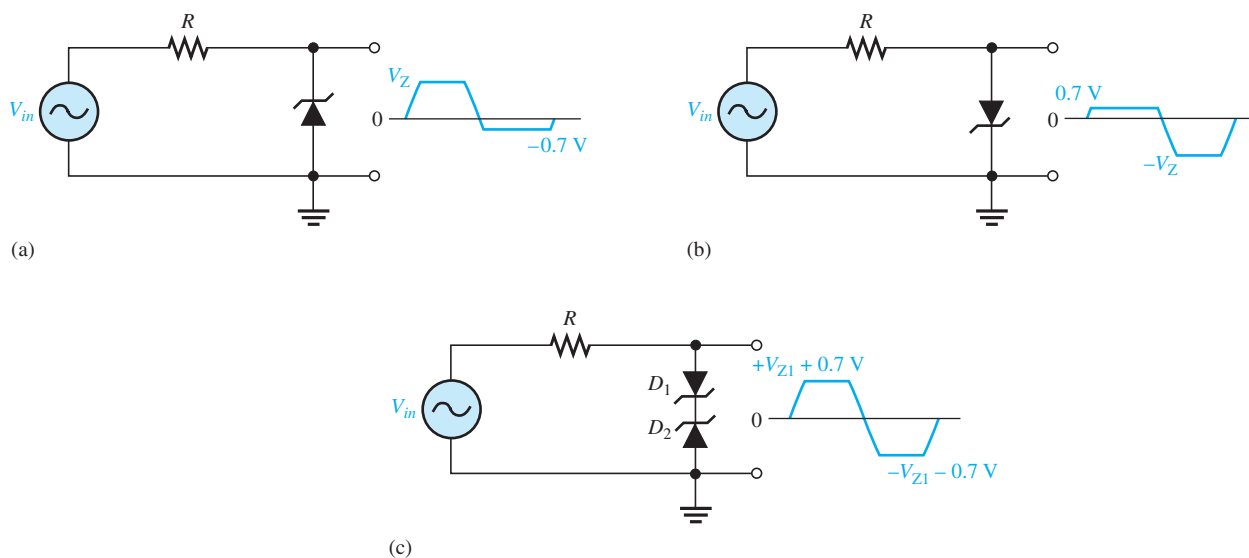 R
V_in
V_Z
0
−0.7 V
(a)
R
V_in
0.7 V
0
−V_Z
(b)
R
V_in
D_1
D_2
+V_Z1 + 0.7 V
0
−V_Z1 − 0.7 V
(c)